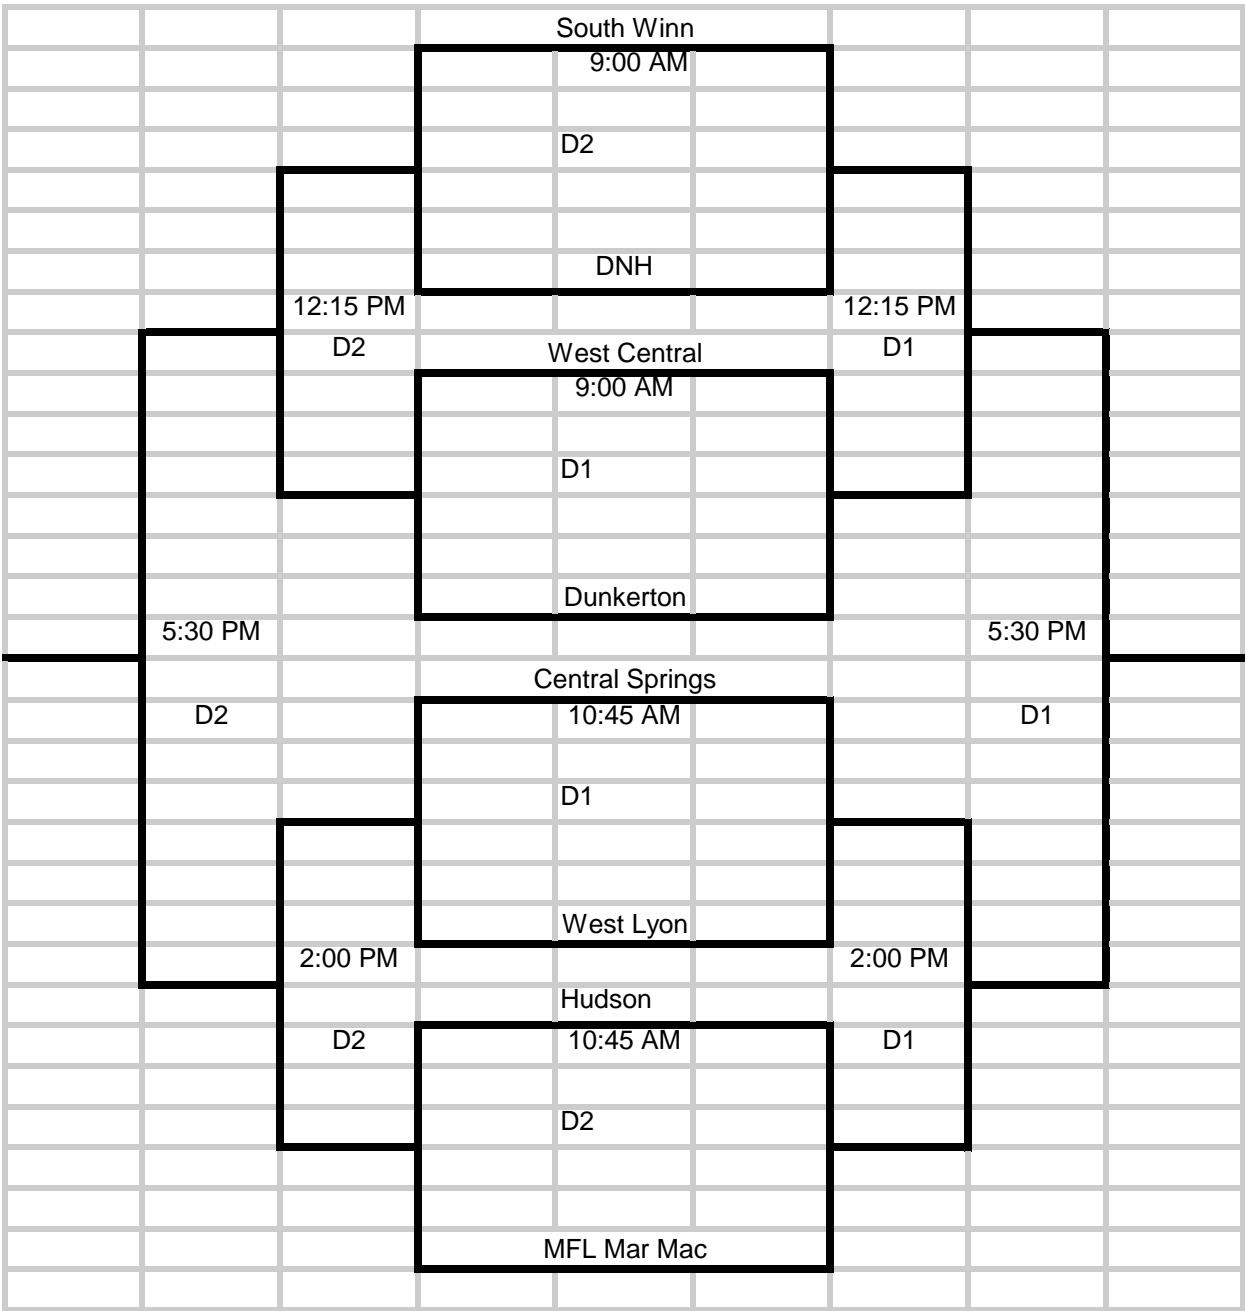 South Winn
9:00 AM
D2
DNH
12:15 PM
12:15 PM
D2
West Central
D1
9:00 AM
D1
Dunkerton
5:30 PM
5:30 PM
Central Springs
D2
10:45 AM
D1
D1
West Lyon
2:00 PM
2:00 PM
Hudson
D2
10:45 AM
D1
D2
MFL Mar Mac